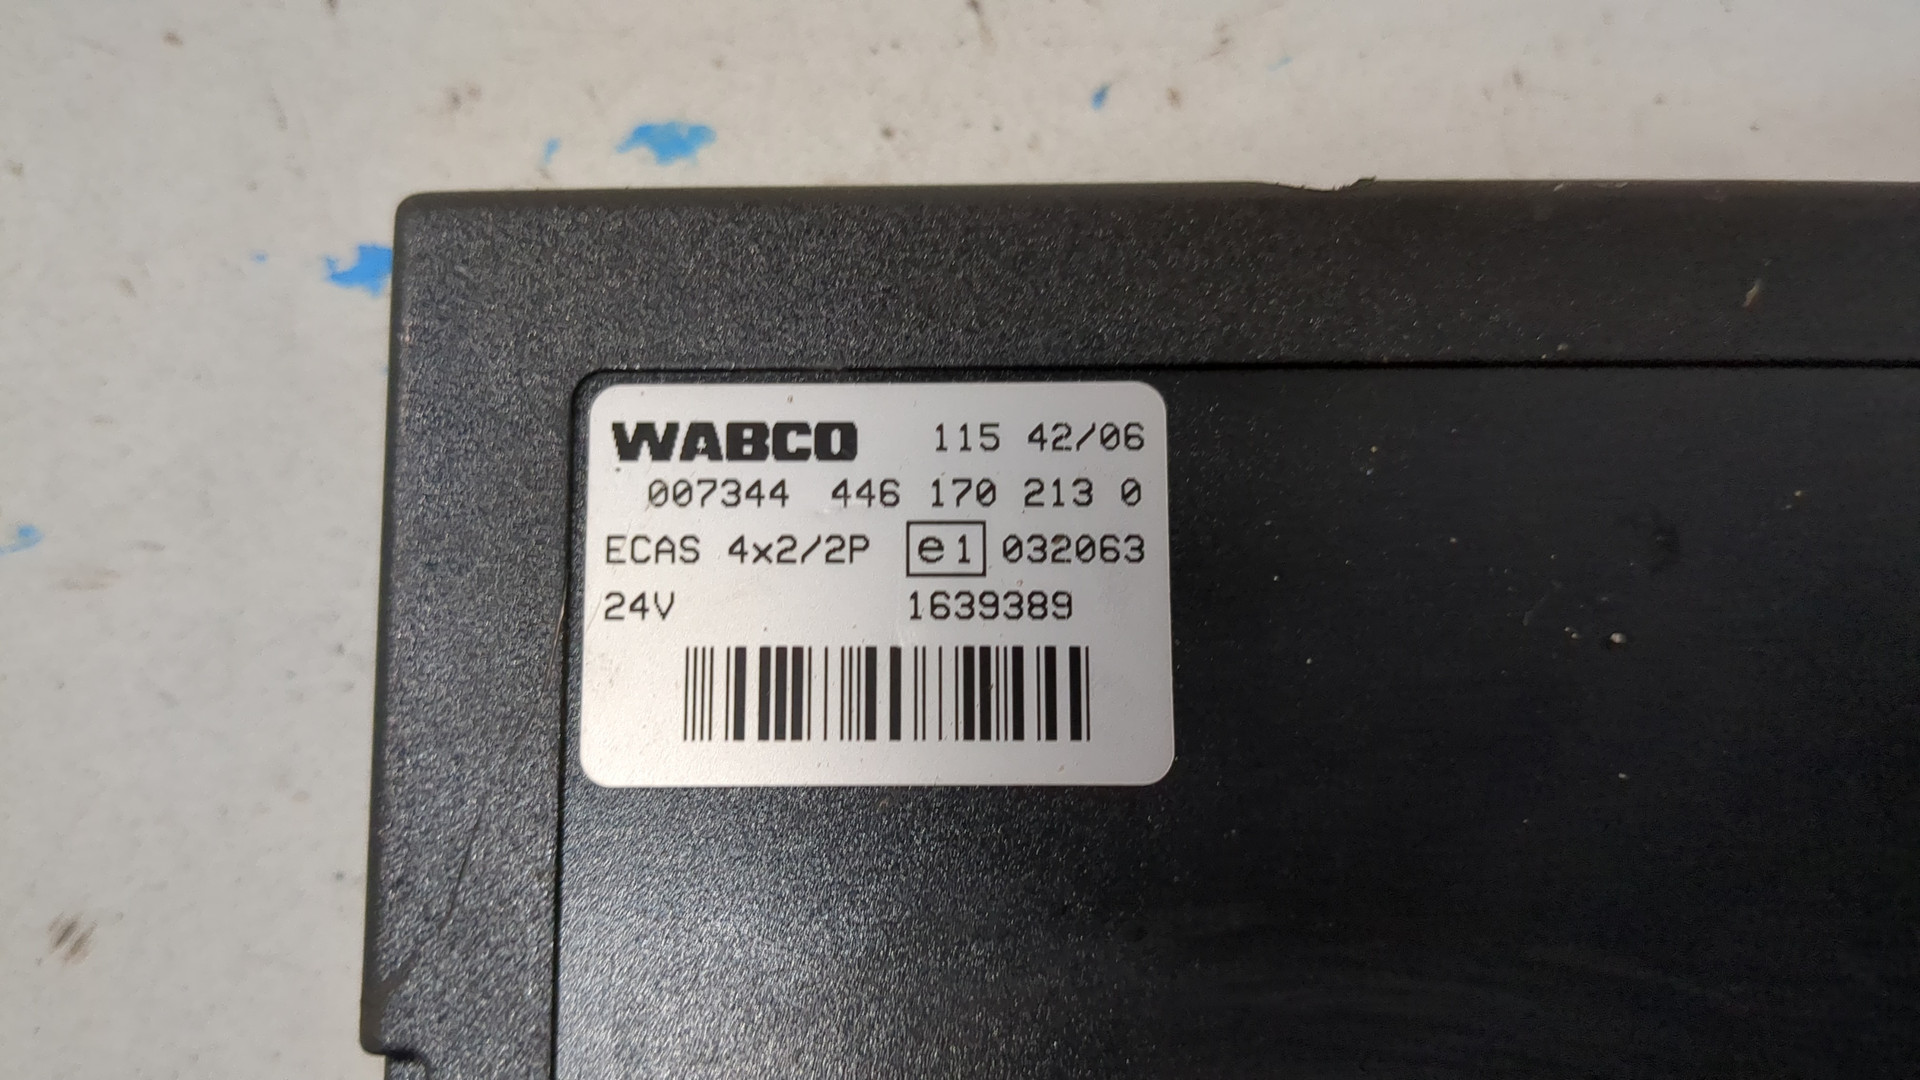 WABCO 115 42/06
007344 446 170 213 0
ECAS 4x2/2P e1 032063
24V 1639389